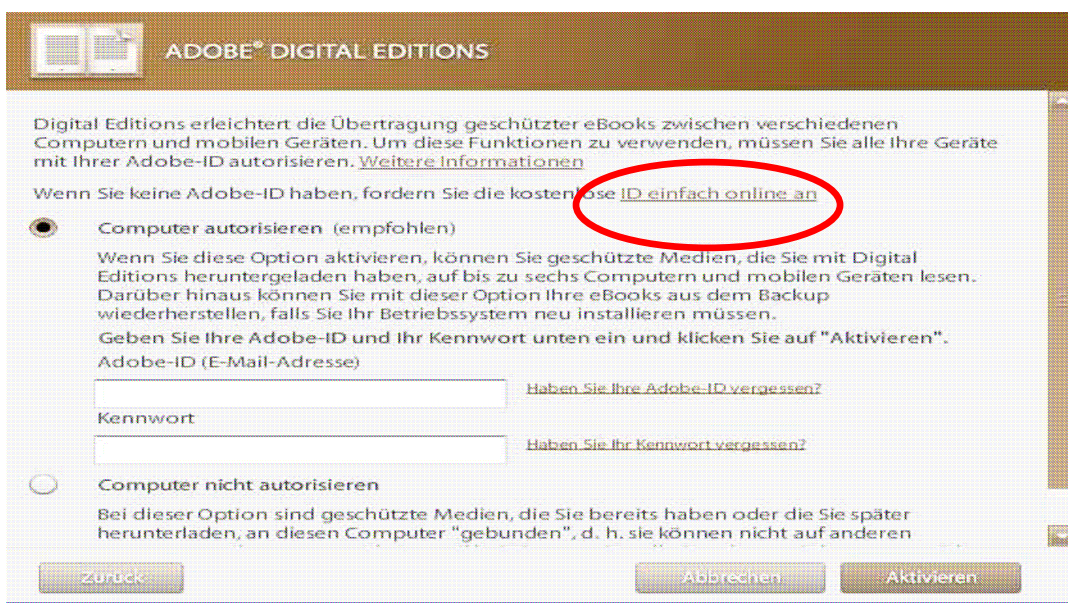 ADOBE® DIGITAL EDITIONS
Digital Editions erleichtert die Übertragung geschützter eBooks zwischen verschiedenen
Computern und mobilen Geräten. Um diese Funktionen zu verwenden, müssen Sie alle Ihre Geräte
mit Ihrer Adobe-ID autorisieren. Weitere Informationen
Wenn Sie keine Adobe-ID haben, fordern Sie die kostenlose ID einfach online an
Computer autorisieren (empfohlen)
Wenn Sie diese Option aktivieren, können Sie geschützte Medien, die Sie mit Digital
Editions heruntergeladen haben, auf bis zu sechs Computern und mobilen Geräten lesen.
Darüber hinaus können Sie mit dieser Option Ihre eBooks aus dem Backup
wiederherstellen, falls Sie Ihr Betriebssystem neu installieren müssen.
Geben Sie Ihre Adobe-ID und Ihr Kennwort unten ein und klicken Sie auf "Aktivieren".
Adobe-ID (E-Mail-Adresse)
Haben Sie Ihre Adobe-ID vergessen?
Kennwort
Haben Sie Ihr Kennwort vergessen?
Computer nicht autorisieren
Bei dieser Option sind geschützte Medien, die Sie bereits haben oder die Sie später
herunterladen, an diesen Computer "gebunden", d. h. sie können nicht auf anderen
Zurück
Abbrechen
Aktivieren